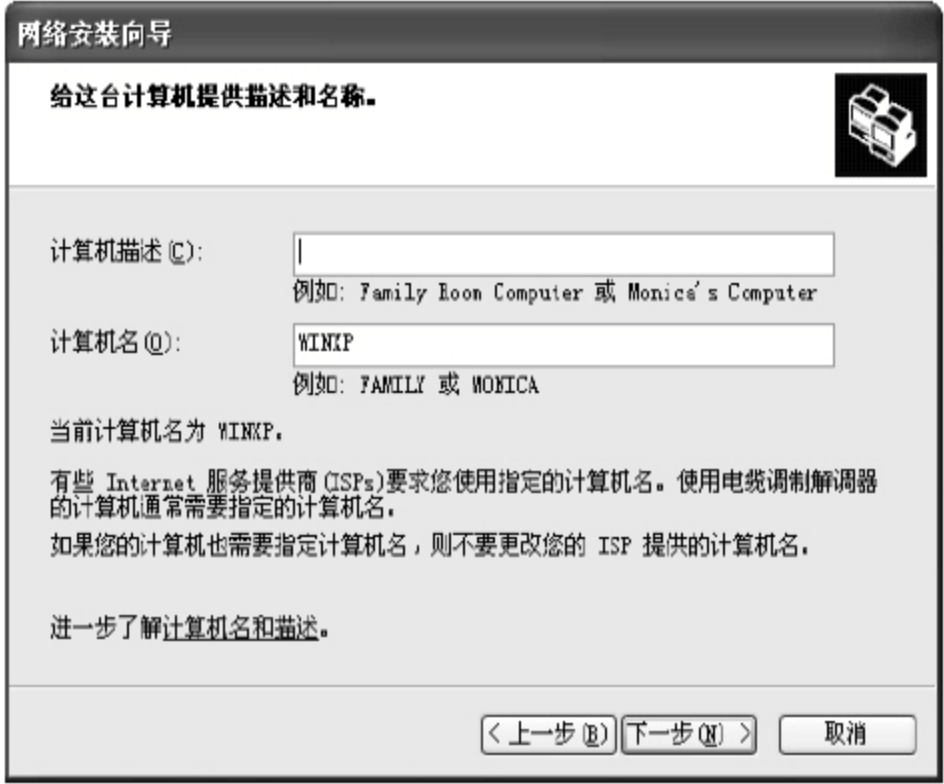 网络安装向导
给这台计算机提供描述和名称。
计算机描述(C):
例如: Family Room Computer 或 Monica's Computer
计算机名(O):
WINXP
例如: FAMILY 或 MONICA
当前计算机名为 WINXP。
有些 Internet 服务提供商(ISPs)要求您使用指定的计算机名。使用电缆调制解调器
的计算机通常需要指定的计算机名。
如果您的计算机也需要指定计算机名，则不要更改您的 ISP 提供的计算机名。
进一步了解计算机名和描述。
< 上一步(B) 下一步(N) > 取消